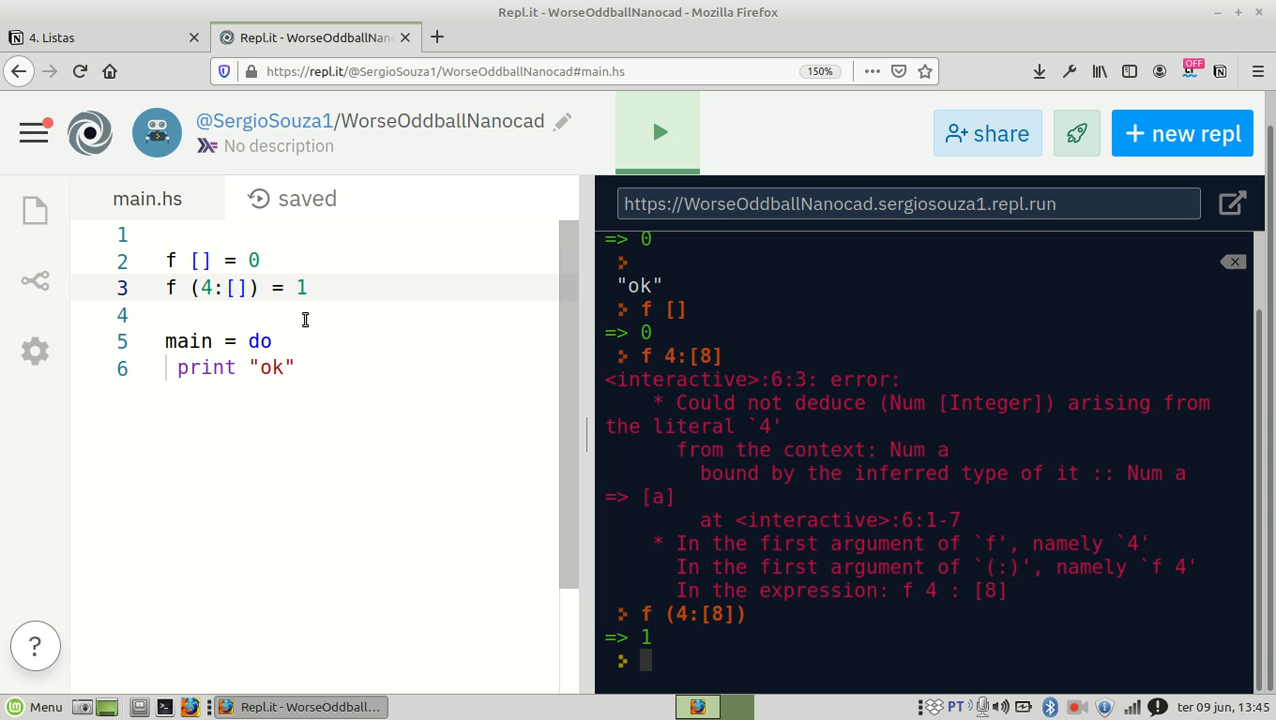 Repl.it - WorseOddballNanocad - Mozilla Firefox
4. Listas
Repl.it - WorseOddballNan
https://repl.it/@SergioSouza1/WorseOddballNanocad#main.hs
150%
OFF
@SergioSouza1/WorseOddballNanocad
No description
share
+ new repl
main.hs
saved
https://WorseOddballNanocad.sergiosouza1.repl.run
1
2 f [] = 0
3 f (4:[]) = 1
4
5 main = do
6 print "ok"
=> 0
"ok"
f []
=> 0
f 4:[8]
<interactive>:6:3: error:
* Could not deduce (Num [Integer]) arising from
the literal `4'
from the context: Num a
bound by the inferred type of it :: Num a
=> [a]
at <interactive>:6:1-7
* In the first argument of `f', namely `4'
In the first argument of `(:)', namely `f 4'
In the expression: f 4 : [8]
f (4:[8])
=> 1
?
Menu
Repl.it - WorseOddball...
PT
ter 09 jun, 13:45